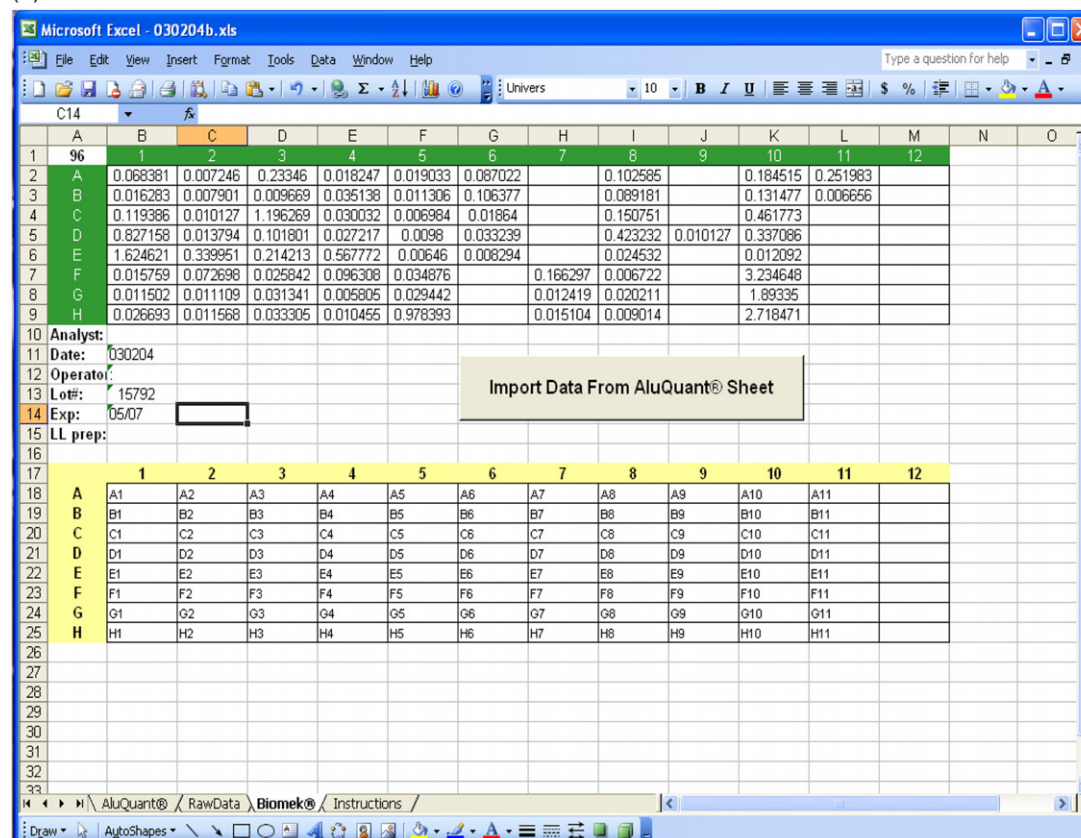 Microsoft Excel - 030204b.xls
File Edit View Insert Format Tools Data Window Help Type a question for help
Univers 10 B I U $ %
C14 fx
A B C D E F G H I J K L M N O
1 96 1 2 3 4 5 6 7 8 9 10 11 12
2 A 0.068381 0.007246 0.23346 0.018247 0.019033 0.087022 0.102585 0.184515 0.251983
3 B 0.016283 0.007901 0.009669 0.035138 0.011306 0.106377 0.089181 0.131477 0.006656
4 C 0.119386 0.010127 1.196269 0.030032 0.006984 0.01864 0.150751 0.461773
5 D 0.827158 0.013794 0.101801 0.027217 0.0098 0.033239 0.423232 0.010127 0.337086
6 E 1.624621 0.339951 0.214213 0.567772 0.00646 0.008294 0.024532 0.012092
7 F 0.015759 0.072698 0.025842 0.096308 0.034876 0.166297 0.006722 3.234648
8 G 0.011502 0.011109 0.031341 0.005805 0.029442 0.012419 0.020211 1.89335
9 H 0.026693 0.011568 0.033305 0.010455 0.978393 0.015104 0.009014 2.718471
10 Analyst:
11 Date: 030204
12 Operator:
13 Lot#: 15792
14 Exp: 05/07
15 LL prep:
Import Data From AluQuant® Sheet
16
17 1 2 3 4 5 6 7 8 9 10 11 12
18 A A1 A2 A3 A4 A5 A6 A7 A8 A9 A10 A11
19 B B1 B2 B3 B4 B5 B6 B7 B8 B9 B10 B11
20 C C1 C2 C3 C4 C5 C6 C7 C8 C9 C10 C11
21 D D1 D2 D3 D4 D5 D6 D7 D8 D9 D10 D11
22 E E1 E2 E3 E4 E5 E6 E7 E8 E9 E10 E11
23 F F1 F2 F3 F4 F5 F6 F7 F8 F9 F10 F11
24 G G1 G2 G3 G4 G5 G6 G7 G8 G9 G10 G11
25 H H1 H2 H3 H4 H5 H6 H7 H8 H9 H10 H11
26
27
28
29
30
31
32
33
AluQuant® RawData Biomek® Instructions
Draw AutoShapes